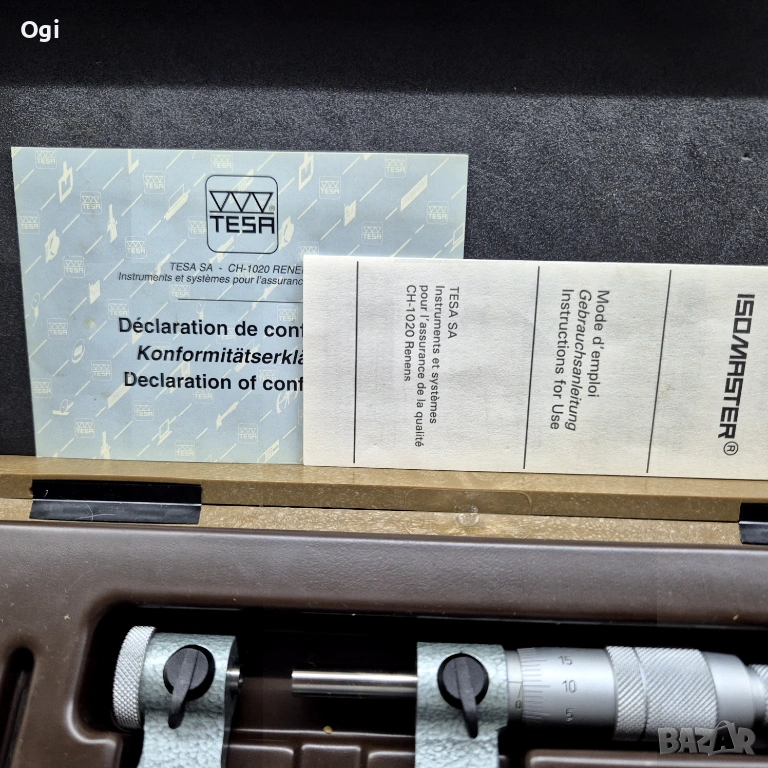 Ogi
TESA
TESA SA - CH-1020 RENE
Instruments et systèmes pour l'assuranc
Déclaration de conf
Konformitätserklä
Declaration of conf
ISOMASTER®
Mode d'emploi
Gebrauchsanleitung
Instructions for Use
TESA SA
Instruments et systèmes
pour l'assurance de la qualité
CH-1020 Renens
15
10
5
0
BAZAR